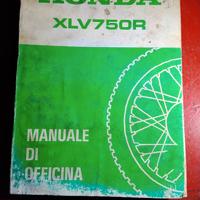 HONDA
XLV750R
MANUALE
DI
OFFICINA